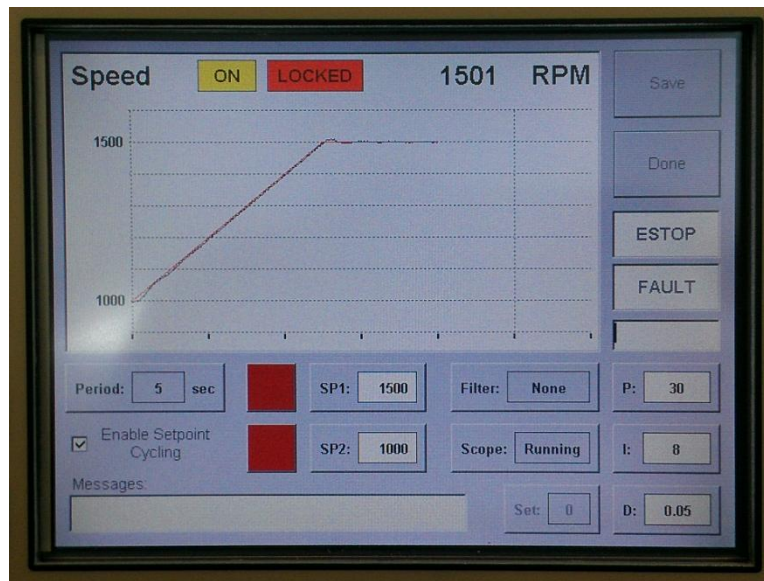 Speed ON LOCKED 1501 RPM
Save
1500
Done
ESTOP
FAULT
1000
Period: 5 sec SP1: 1500 Filter: None P: 30
Enable Setpoint
Cycling
SP2: 1000 Scope: Running I: 8
Messages:
Set: 0 D: 0.05